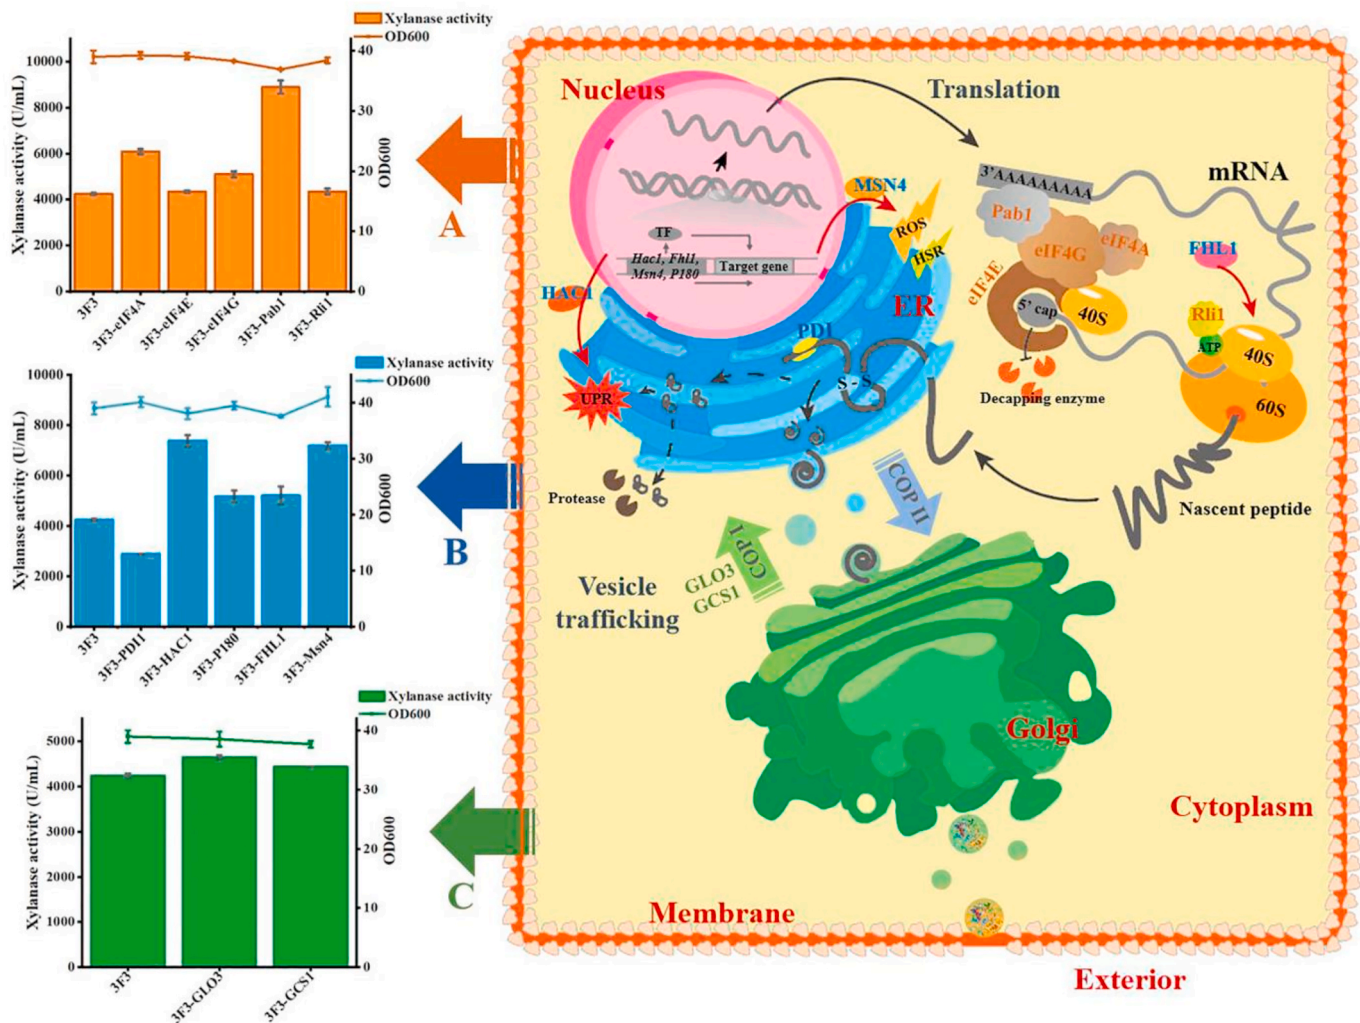 Xylanase activity
OD600
Xylanase activity (U/mL)
10000
8000
6000
4000
2000
0
40
30
20
10
0
OD600
3F3
3F3-eIF4A
3F3-eIF4E
3F3-eIF4G
3F3-Pab1
3F3-Rli1
A
Xylanase activity
OD600
Xylanase activity (U/mL)
10000
8000
6000
4000
2000
0
40
30
20
10
0
OD600
3F3
3F3-PDI1
3F3-HAC1
3F3-P180
3F3-FHL1
3F3-Msn4
B
Xylanase activity
OD600
Xylanase activity (U/mL)
5000
4000
3000
2000
1000
0
40
30
20
10
0
OD600
3F3
3F3-GLO3
3F3-GCS1
C
Nucleus
Translation
mRNA
3'AAAAAAAAA
MSN4
Pab1
ROS
eIF4G
eIF4A
FHL1
TF
HSR
Hac1, Fhl1,
Msn4, P180
Target gene
eIF4E
HAC1
ER
5' cap
40S
Rli1
ATP
40S
PDI
S - S
UPR
Decapping enzyme
60S
Protease
COP II
Nascent peptide
COP I
GLO3
GCS1
Vesicle
trafficking
Golgi
Cytoplasm
Membrane
Exterior